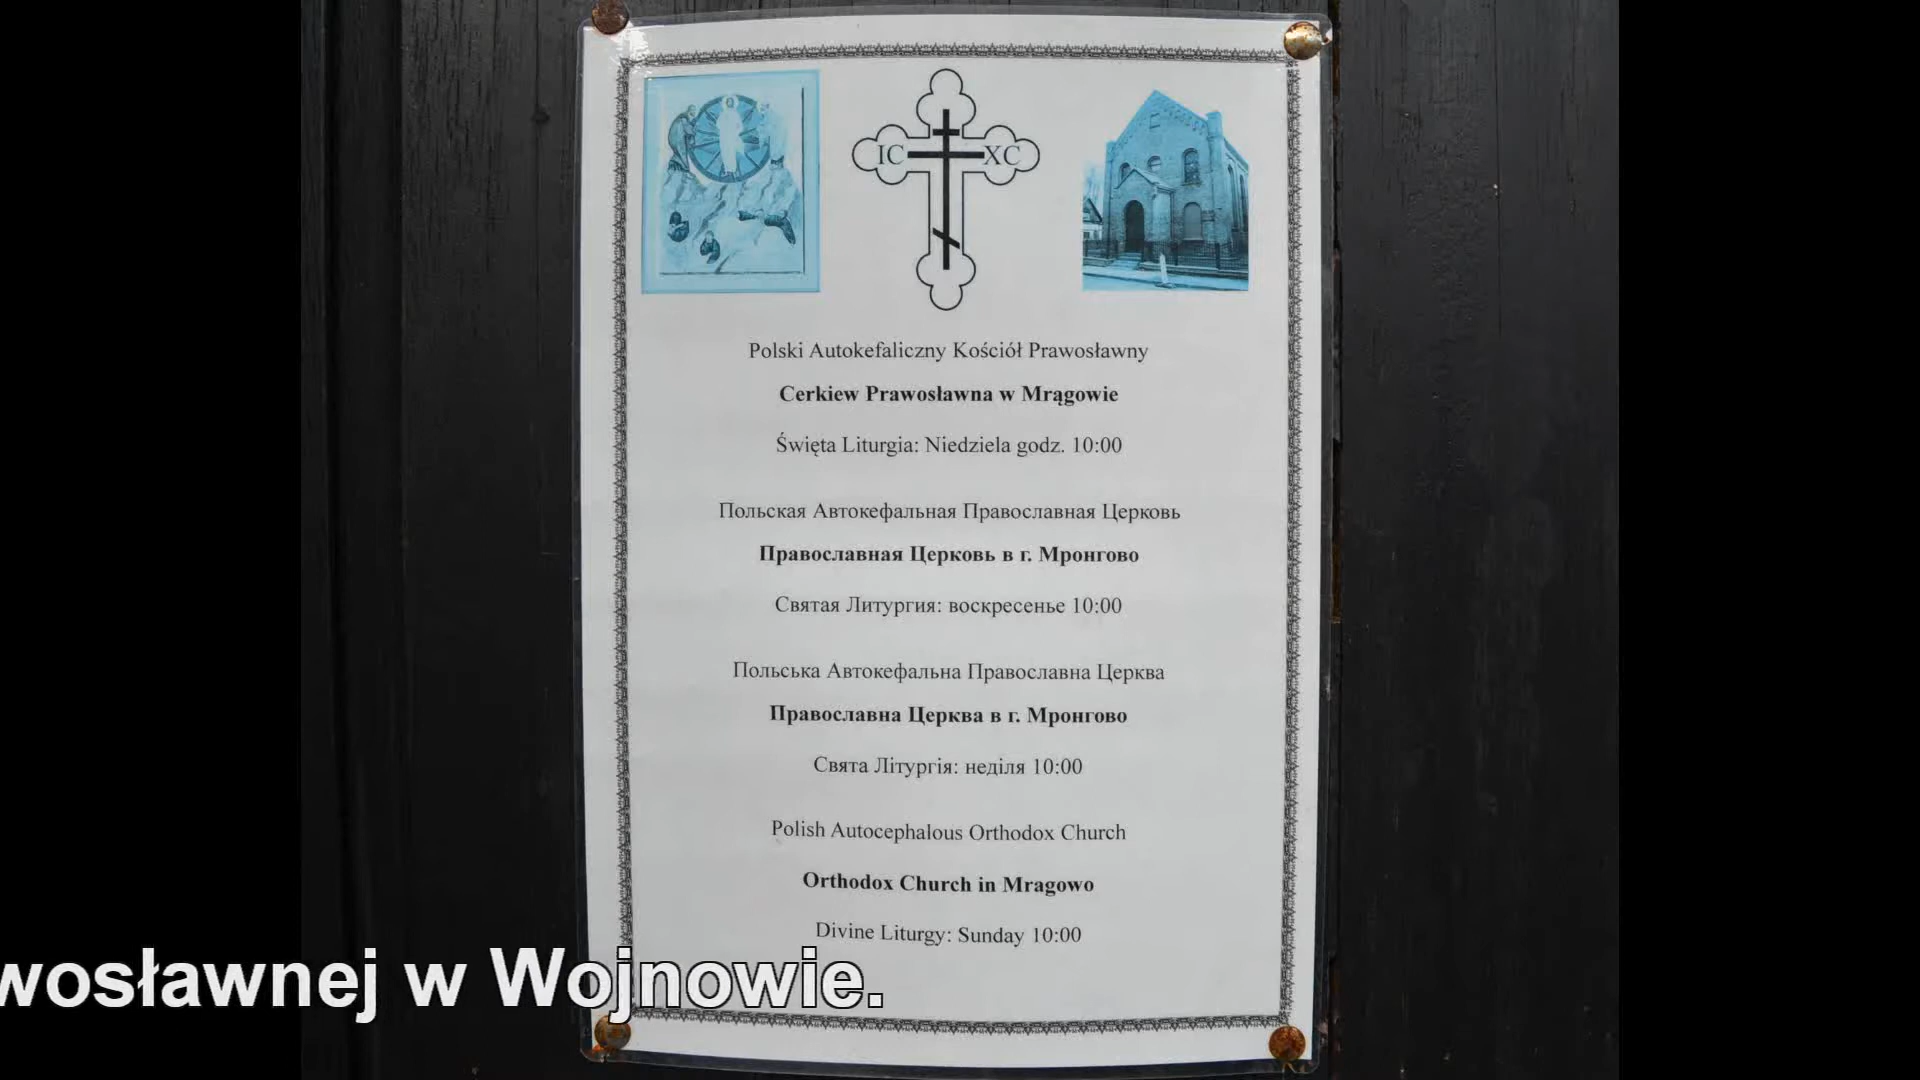 IC XC
Polski Autokefaliczny Kościół Prawosławny
Cerkiew Prawosławna w Mrągowie
Święta Liturgia: Niedziela godz. 10:00
Польская Автокефальная Православная Церковь
Православная Церковь в г. Мронгово
Святая Литургия: воскресенье 10:00
Польська Автокефальна Православна Церква
Православна Церква в г. Мронгово
Свята Літургія: неділя 10:00
Polish Autocephalous Orthodox Church
Orthodox Church in Mragowo
Divine Liturgy: Sunday 10:00
wosławnej w Wojnowie.